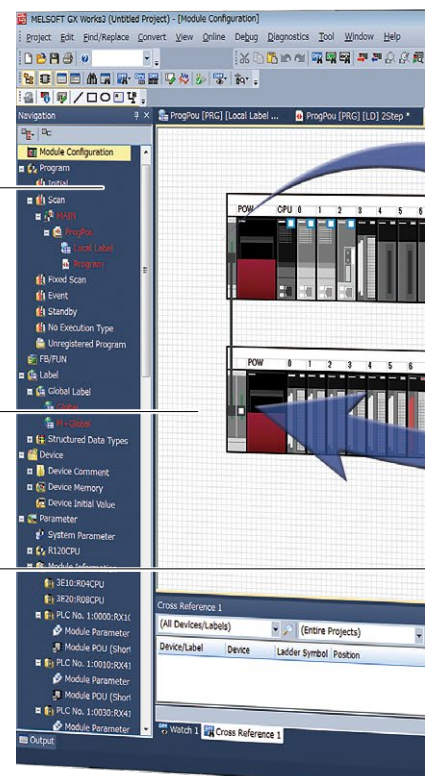 MELSOFT GX Works3 (Untitled Project) - [Module Configuration]
Project Edit Find/Replace Convert View Online Debug Diagnostics Tool Window Help
Navigation
ProgPou [PRG] [Local Label ...
ProgPou [PRG] [LD] 2Step *
Module Configuration
Program
Initial
Scan
MAIN
ProgPou
Local Label
Program
Fixed Scan
Event
Standby
No Execution Type
Unregistered Program
FB/FUN
Label
Global Label
Global
M+Global
Structured Data Types
Device
Device Comment
Device Memory
Device Initial Value
Parameter
System Parameter
R120CPU
Module Information
3E10:R04CPU
3E20:R08CPU
PLC No. 1:0000:RX10
Module Parameter
Module POU (Short
PLC No. 1:0010:RX41
Module Parameter
Module POU (Short
PLC No. 1:0030:RX41
Module Parameter
Output
POW CPU 0 1 2 3 4 5 6
POW 0 1 2 3 4 5 6
Cross Reference 1
(All Devices/Labels)
(Entire Projects)
Device/Label Device Ladder Symbol Position
Watch 1
Cross Reference 1